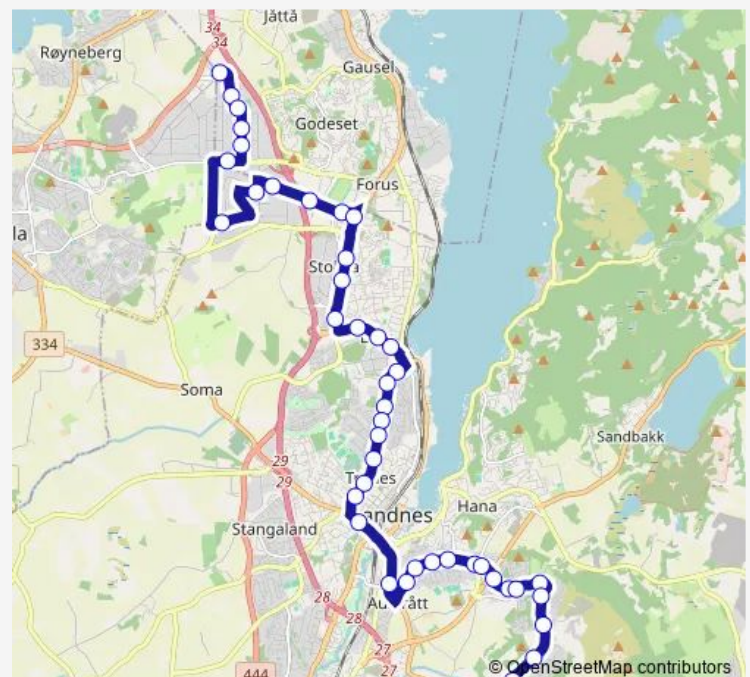 34
34
Jåttå
Røyneberg
Gausel
Godeset
Forus
la
334
Soma
Sandbakk
29
29
Hana
andnes
Stangaland
28
28
27
27
444
© OpenStreetMap contributors